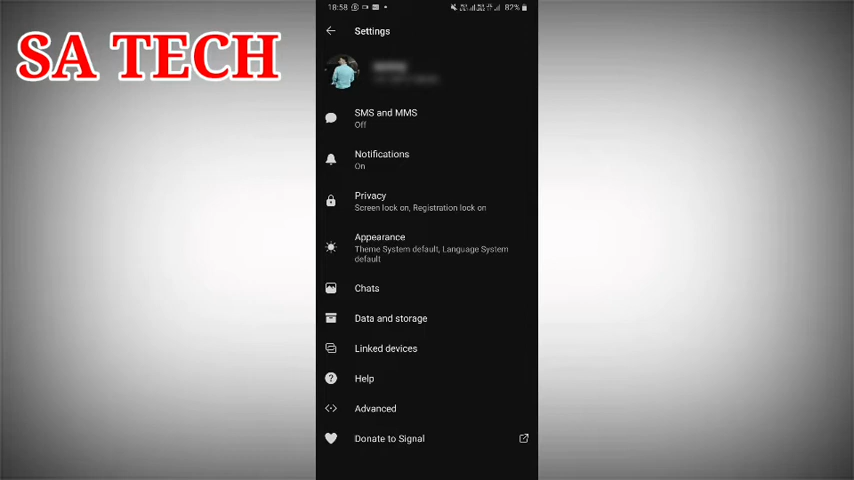 SA TECH
18:58
82%
Settings
SMS and MMS
Off
Notifications
On
Privacy
Screen lock on, Registration lock on
Appearance
Theme System default, Language System
default
Chats
Data and storage
Linked devices
Help
Advanced
Donate to Signal